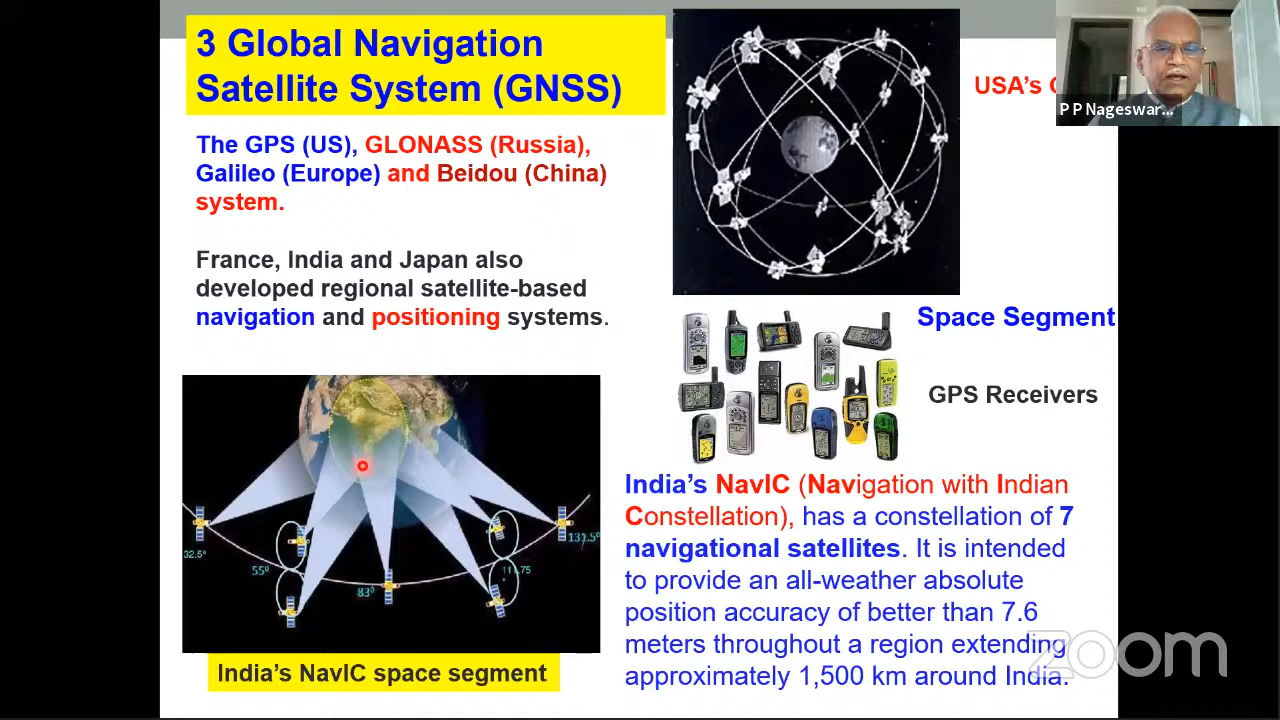 3 Global Navigation
Satellite System (GNSS)
The GPS (US), GLONASS (Russia),
Galileo (Europe) and Beidou (China)
system.
France, India and Japan also
developed regional satellite-based
navigation and positioning systems.
USA's
P P Nageswar...
Space Segment
GPS Receivers
32.5°
55°
83°
111.75
131.5°
India's NavIC space segment
India's NavIC (Navigation with Indian
Constellation), has a constellation of 7
navigational satellites. It is intended
to provide an all-weather absolute
position accuracy of better than 7.6
meters throughout a region extending
approximately 1,500 km around India.
zoom